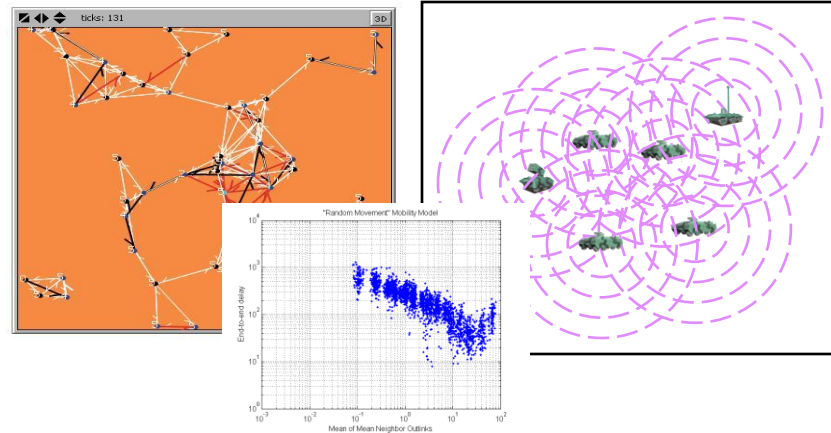 ticks: 131
3D
"Random Movement" Mobility Model
End-to-end delay
10^5
10^4
10^3
10^2
10^1
10^0
10^-3
10^-2
10^-1
10^0
10^1
10^2
Mean of Mean Neighbor Outlinks